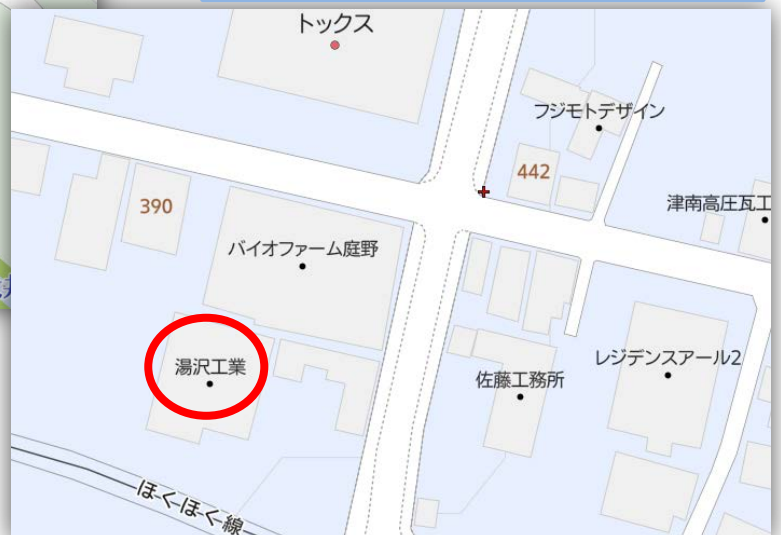 トックス
フジモトデザイン
442
津南高圧瓦工
390
バイオファーム庭野
湯沢工業
レジデンスアール2
佐藤工務所
ほくほく線